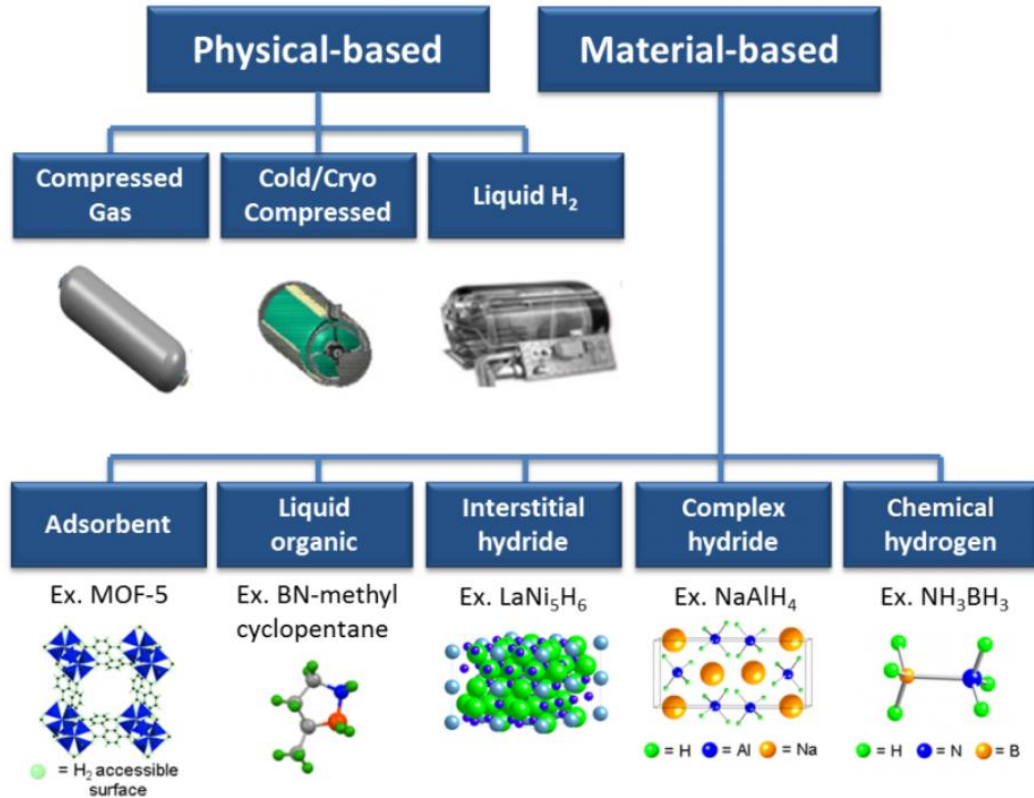 Physical-based
Material-based
Compressed
Gas
Cold/Cryo
Compressed
Liquid H₂
Adsorbent
Liquid
organic
Interstitial
hydride
Complex
hydride
Chemical
hydrogen
Ex. MOF-5
Ex. BN-methyl
cyclopentane
Ex. LaNi₅H₆
Ex. NaAlH₄
Ex. NH₃BH₃
= H₂ accessible
surface
= H = Al = Na
= H = N = B